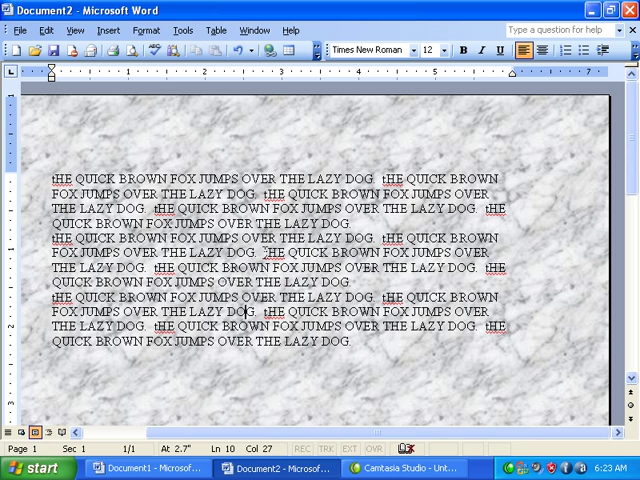 Document2 - Microsoft Word
File Edit View Insert Format Tools Table Window Help Type a question for help
Times New Roman 12 B I U
1 2 3 4 5 7
tHE QUICK BROWN FOX JUMPS OVER THE LAZY DOG. tHE QUICK BROWN
FOX JUMPS OVER THE LAZY DOG. tHE QUICK BROWN FOX JUMPS OVER
THE LAZY DOG. tHE QUICK BROWN FOX JUMPS OVER THE LAZY DOG. tHE
QUICK BROWN FOX JUMPS OVER THE LAZY DOG.
tHE QUICK BROWN FOX JUMPS OVER THE LAZY DOG. tHE QUICK BROWN
FOX JUMPS OVER THE LAZY DOG. tHE QUICK BROWN FOX JUMPS OVER
THE LAZY DOG. tHE QUICK BROWN FOX JUMPS OVER THE LAZY DOG. tHE
QUICK BROWN FOX JUMPS OVER THE LAZY DOG.
tHE QUICK BROWN FOX JUMPS OVER THE LAZY DOG. tHE QUICK BROWN
FOX JUMPS OVER THE LAZY DOG. tHE QUICK BROWN FOX JUMPS OVER
THE LAZY DOG. tHE QUICK BROWN FOX JUMPS OVER THE LAZY DOG. tHE
QUICK BROWN FOX JUMPS OVER THE LAZY DOG.
Page 1 Sec 1 1/1 At 2.7" Ln 10 Col 27 REC TRK EXT OVR
start Document1 - Microsof... Document2 - Microsof... Camtasia Studio - Unt... 6:23 AM